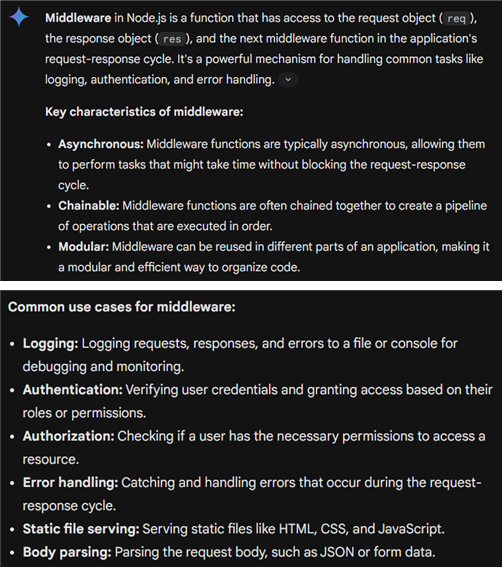 Middleware in Node.js is a function that has access to the request object ( req ),
the response object ( res ), and the next middleware function in the application's
request-response cycle. It's a powerful mechanism for handling common tasks like
logging, authentication, and error handling.
Key characteristics of middleware:
• Asynchronous: Middleware functions are typically asynchronous, allowing them
to perform tasks that might take time without blocking the request-response
cycle.
• Chainable: Middleware functions are often chained together to create a pipeline
of operations that are executed in order.
• Modular: Middleware can be reused in different parts of an application, making it
a modular and efficient way to organize code.
Common use cases for middleware:
• Logging: Logging requests, responses, and errors to a file or console for
debugging and monitoring.
• Authentication: Verifying user credentials and granting access based on their
roles or permissions.
• Authorization: Checking if a user has the necessary permissions to access a
resource.
• Error handling: Catching and handling errors that occur during the request-
response cycle.
• Static file serving: Serving static files like HTML, CSS, and JavaScript.
• Body parsing: Parsing the request body, such as JSON or form data.